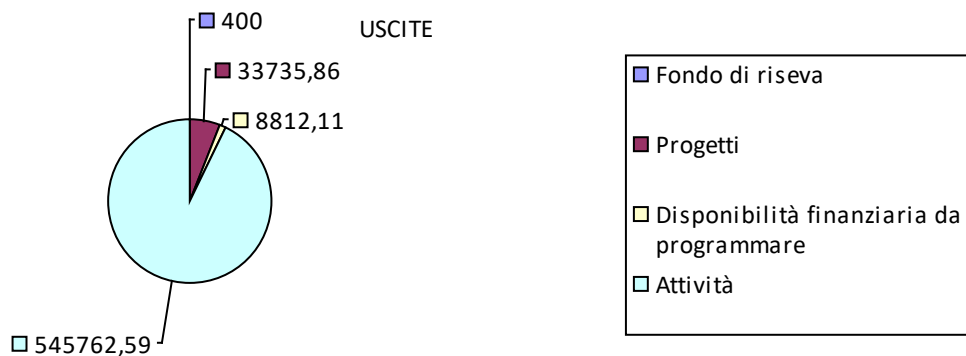 400
USCITE
33735,86
8812,11
545762,59
Fondo di riseva
Progetti
Disponibilità finanziaria da
programmare
Attività